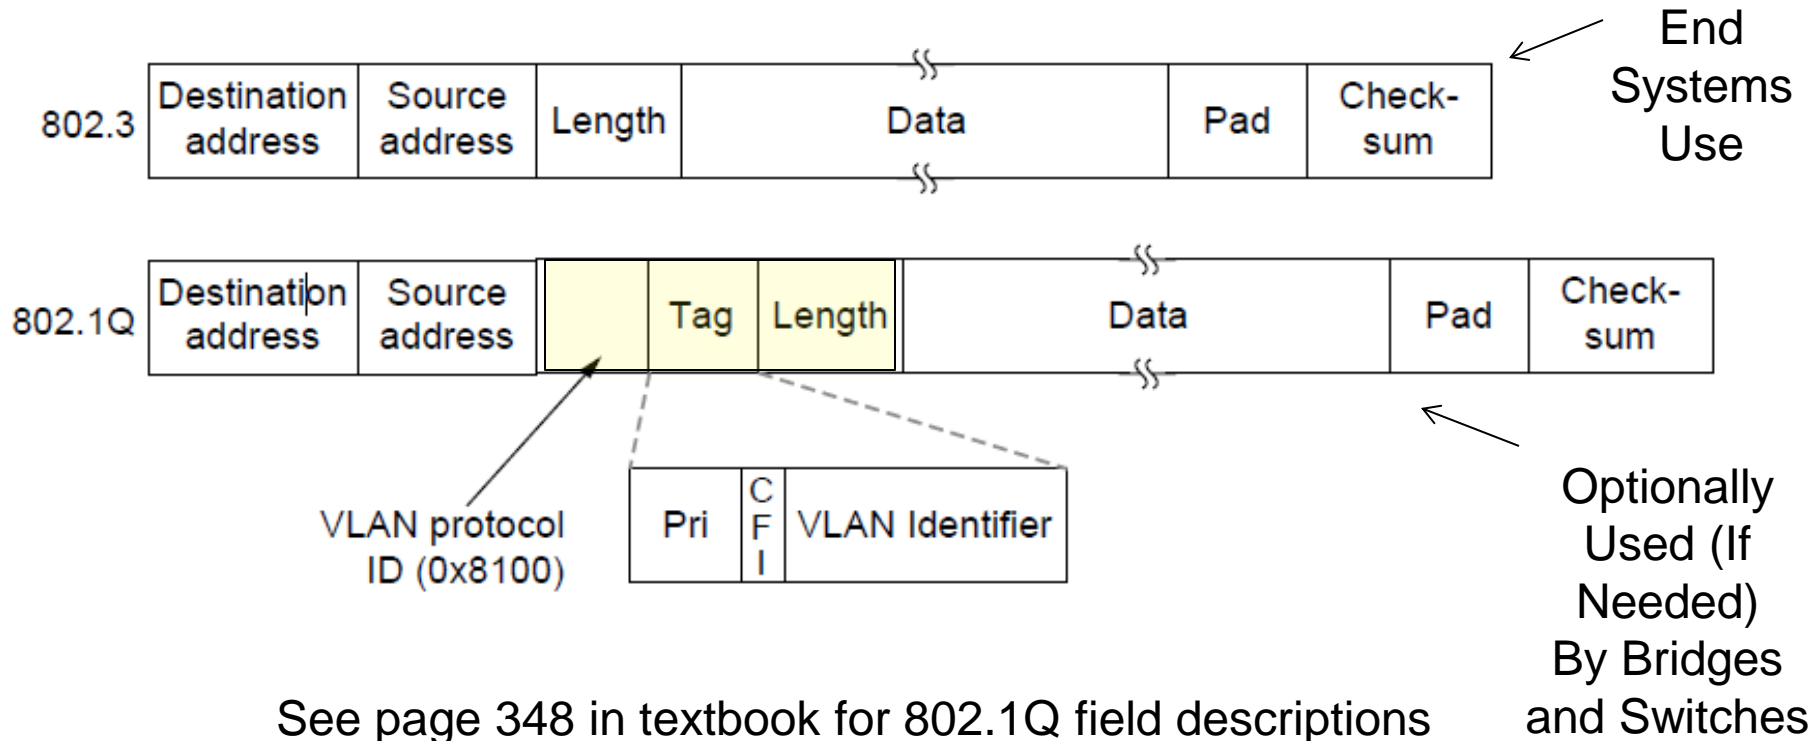 End
Systems
Use
802.3
Destination
address
Source
address
Length
Data
Pad
Check-
sum
802.1Q
Destination
address
Source
address
Tag
Length
Data
Pad
Check-
sum
VLAN protocol
ID (0x8100)
Pri
C
F
I
VLAN Identifier
Optionally
Used (If
Needed)
By Bridges
and Switches
See page 348 in textbook for 802.1Q field descriptions